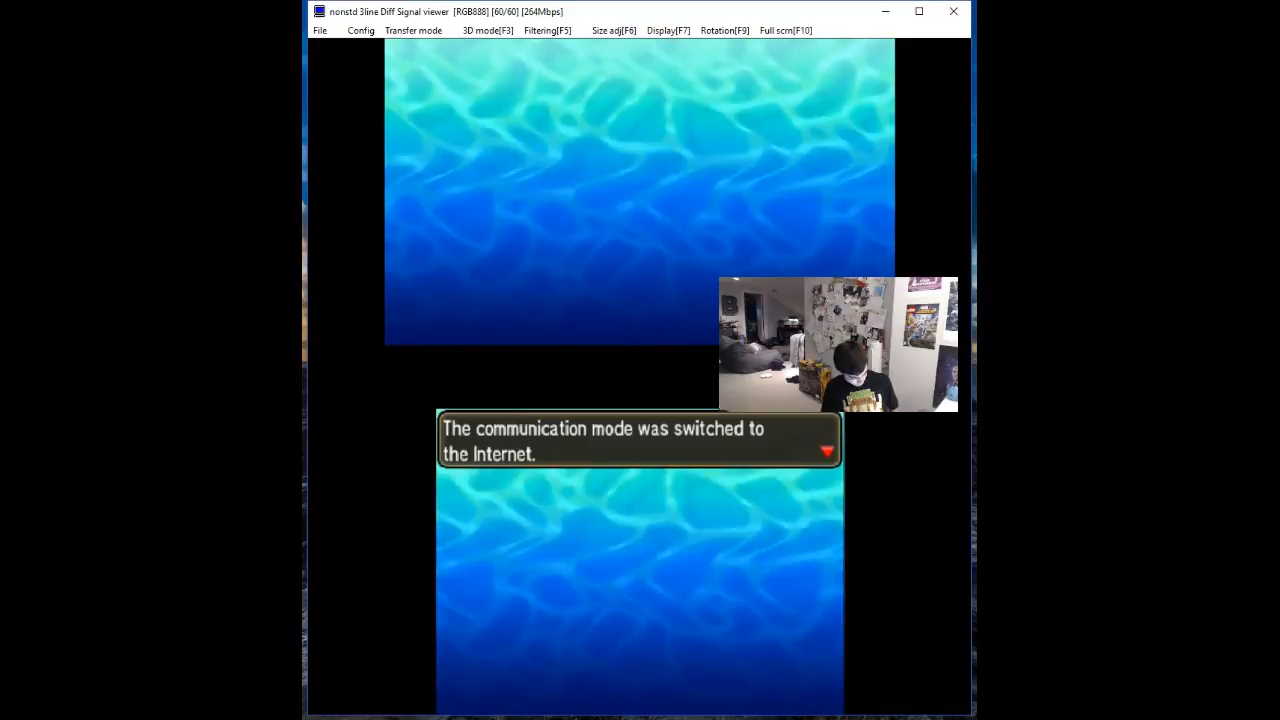 nonstd 3line Diff Signal viewer [RGB888] [60/60] [264Mbps]
File Config Transfer mode 3D mode[F3] Filtering[F5] Size adj[F6] Display[F7] Rotation[F9] Full scrn[F10]
B
The communication mode was switched to
the Internet.